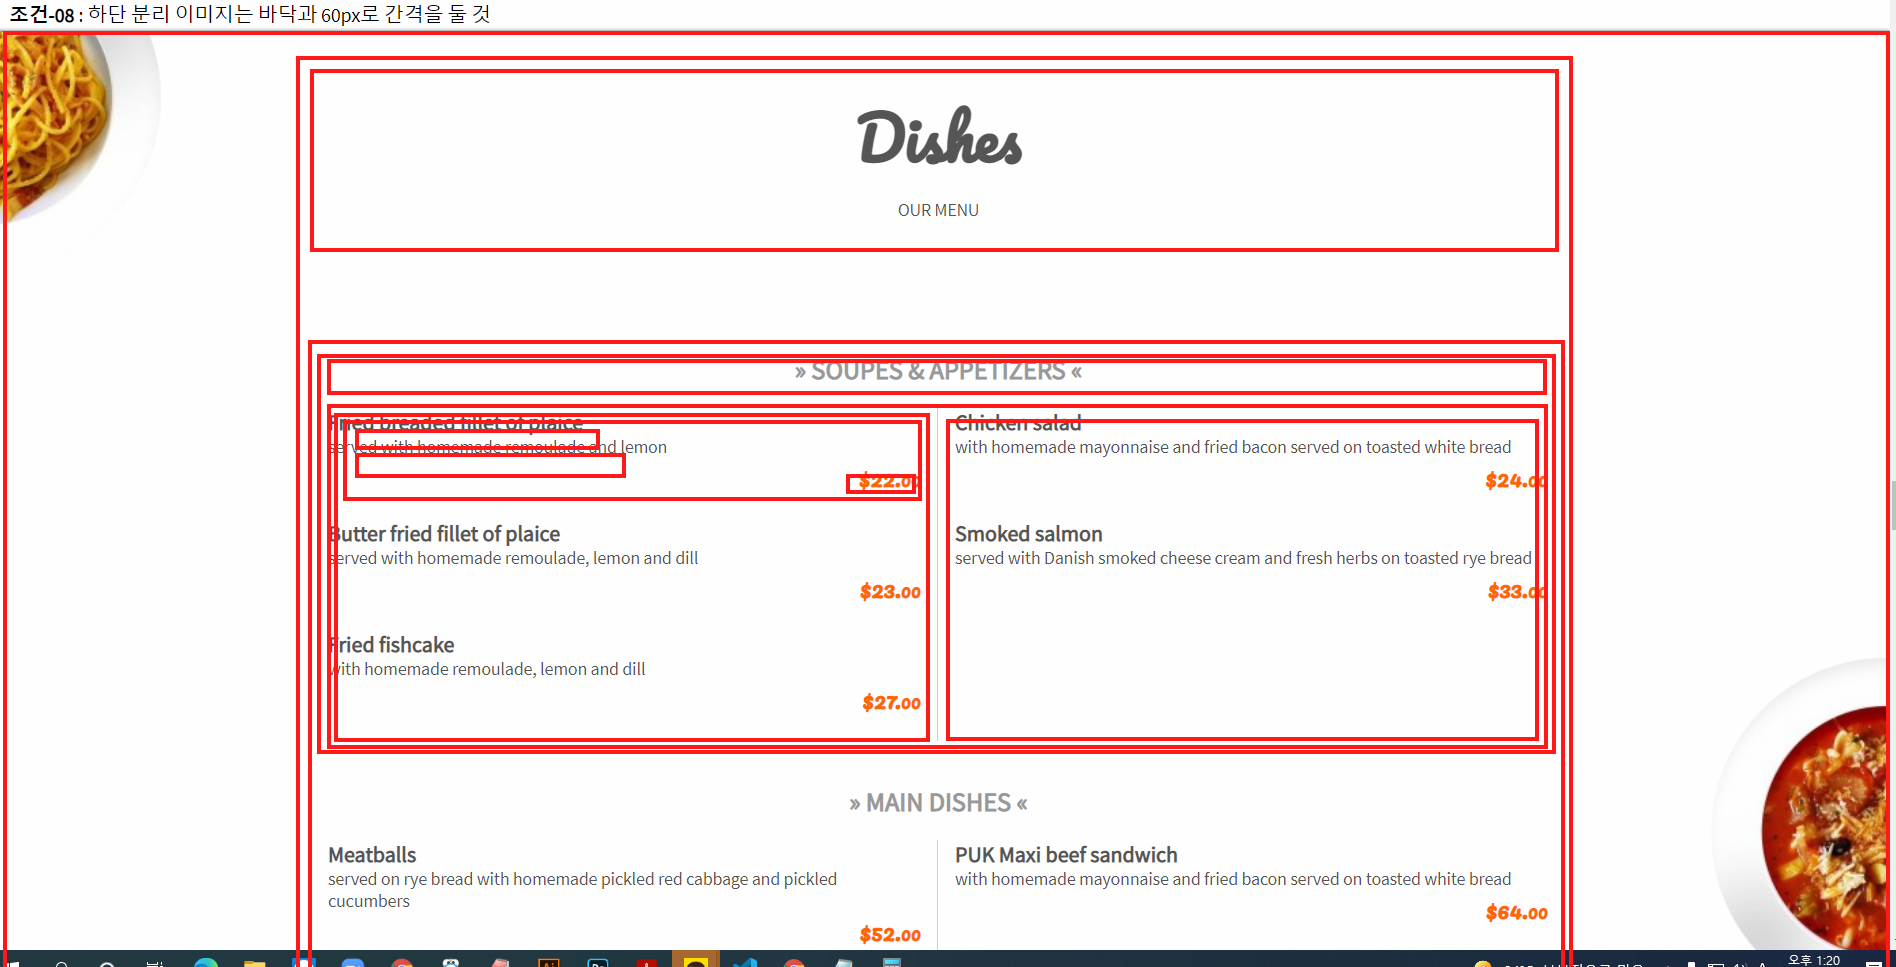 조건-08 : 하단 분리 이미지는 바닥과 60px로 간격을 둘 것
Dishes
OUR MENU
» SOUPES & APPETIZERS «
Fried breaded fillet of plaice
served with homemade remoulade and lemon
$22.00
Chicken salad
with homemade mayonnaise and fried bacon served on toasted white bread
$24.00
Butter fried fillet of plaice
served with homemade remoulade, lemon and dill
$23.00
Smoked salmon
served with Danish smoked cheese cream and fresh herbs on toasted rye bread
$33.00
Fried fishcake
with homemade remoulade, lemon and dill
$27.00
» MAIN DISHES «
Meatballs
served on rye bread with homemade pickled red cabbage and pickled
cucumbers
$52.00
PUK Maxi beef sandwich
with homemade mayonnaise and fried bacon served on toasted white bread
$64.00
오후 1:20